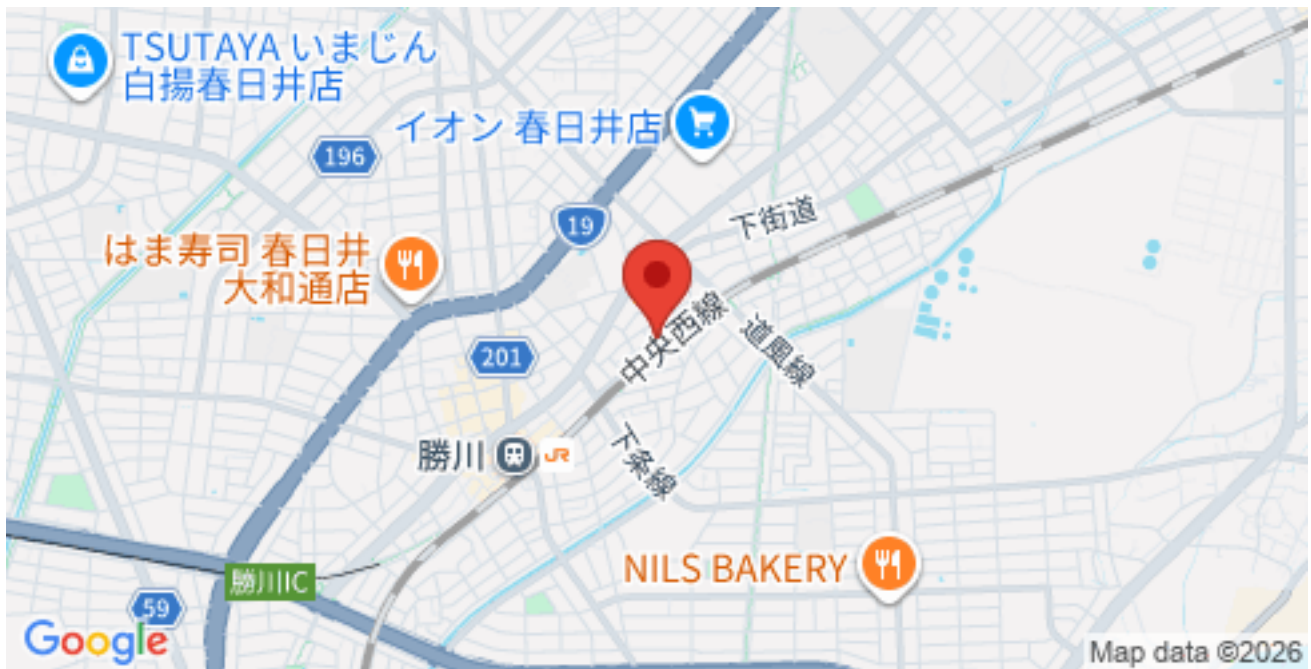 TSUTAYA いまじん
白揚春日井店
イオン 春日井店
196
19
下街道
はま寿司 春日井
大和通店
中央西線
道風線
201
勝川
JR
下条線
NILS BAKERY
勝川IC
59
Google
Map data ©2026